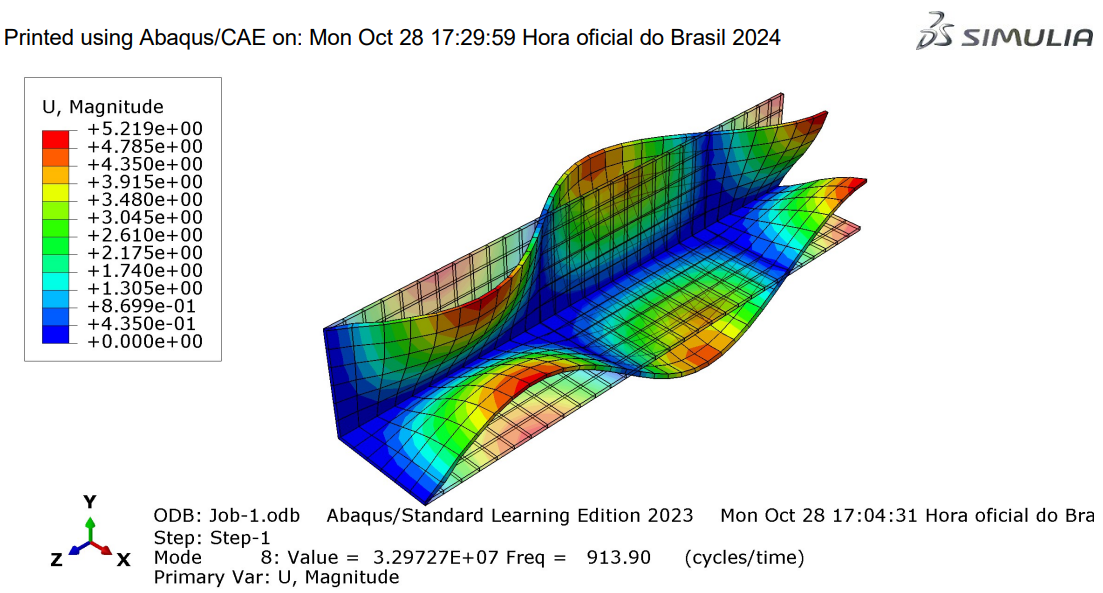 Printed using Abaqus/CAE on: Mon Oct 28 17:29:59 Hora oficial do Brasil 2024
SIMULIA
U, Magnitude
+5.219e+00
+4.785e+00
+4.350e+00
+3.915e+00
+3.480e+00
+3.045e+00
+2.610e+00
+2.175e+00
+1.740e+00
+1.305e+00
+8.699e-01
+4.350e-01
+0.000e+00
Y
Z X
ODB: Job-1.odb Abaqus/Standard Learning Edition 2023 Mon Oct 28 17:04:31 Hora oficial do Bra
Step: Step-1
Mode 8: Value = 3.29727E+07 Freq = 913.90 (cycles/time)
Primary Var: U, Magnitude